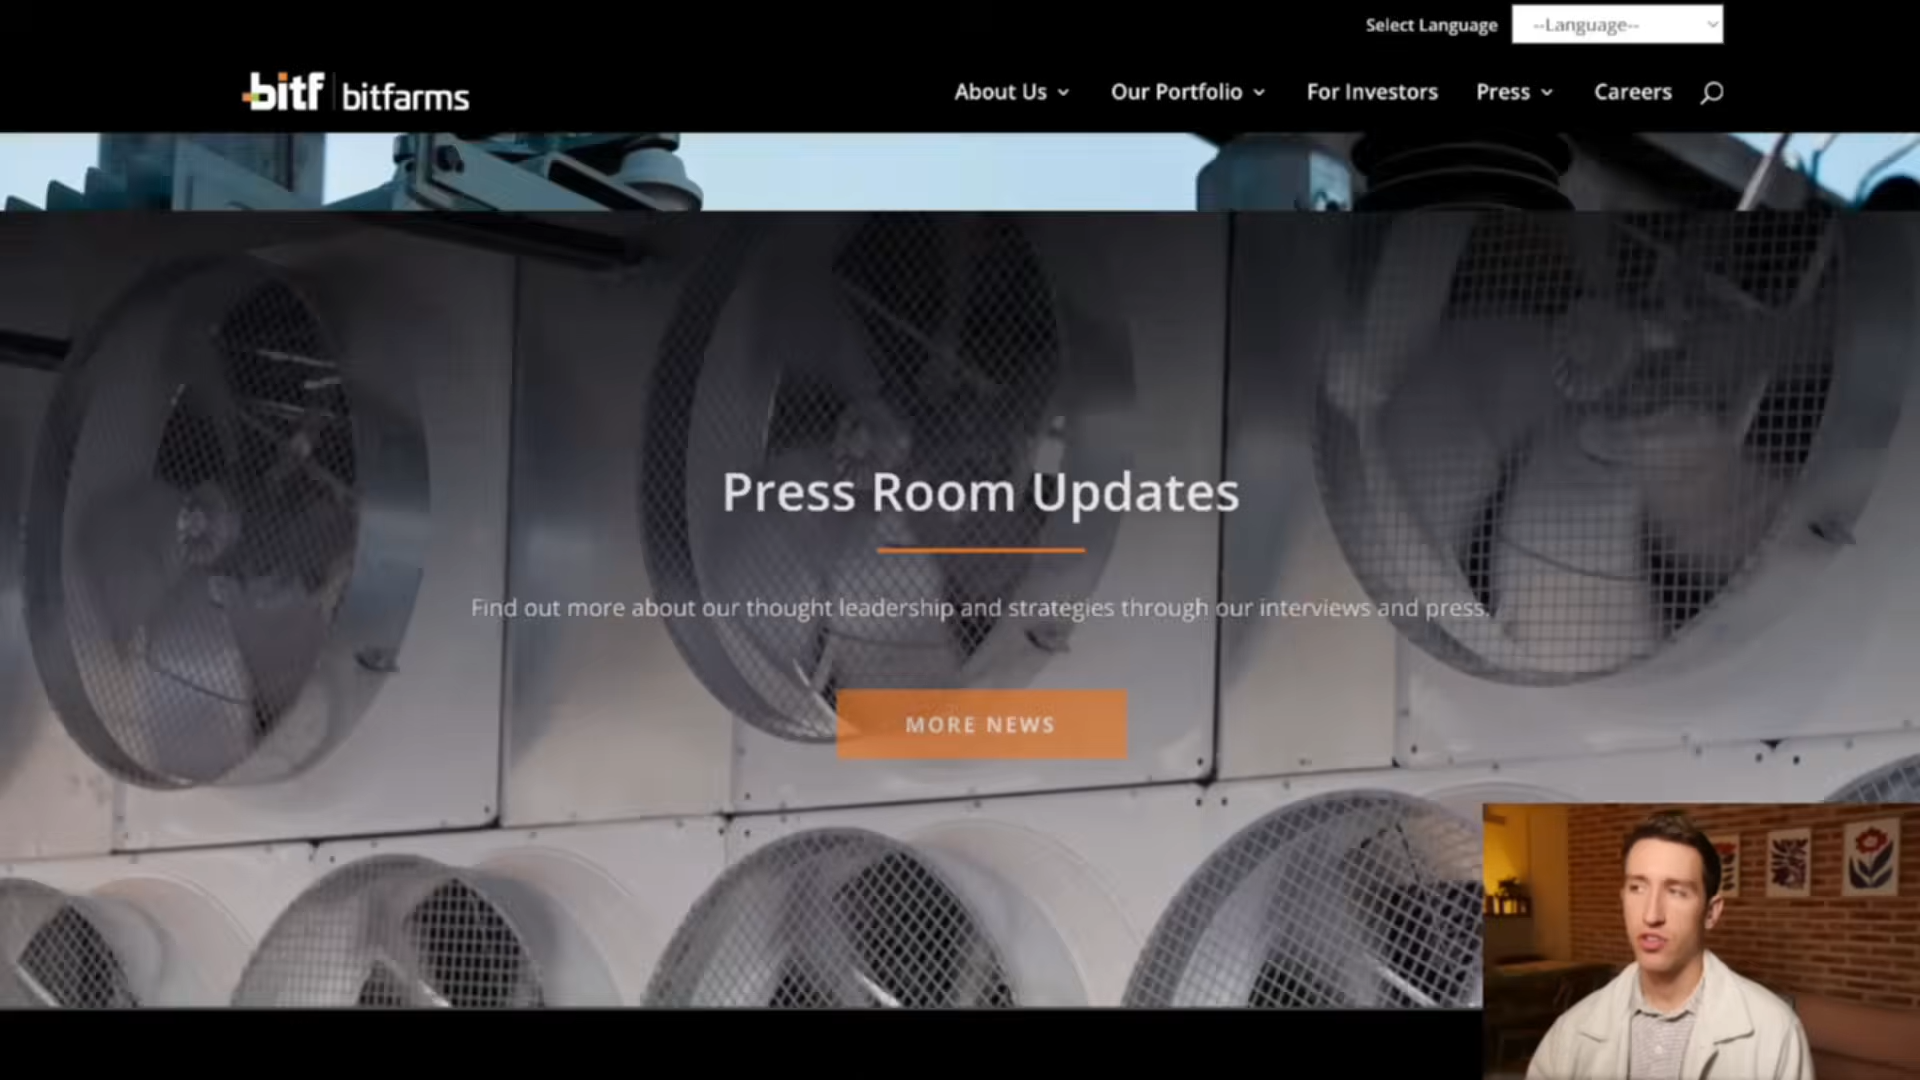 Select Language
--Language--
bitf | bitfarms
About Us
Our Portfolio
For Investors
Press
Careers
Press Room Updates
Find out more about our thought leadership and strategies through our interviews and press.
MORE NEWS